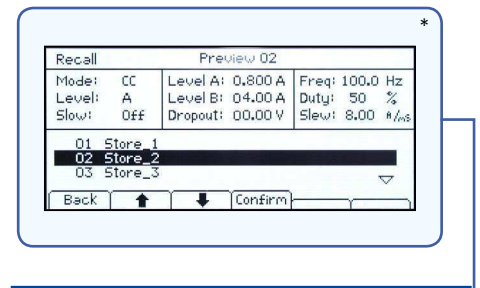 *
Recall Preview 02
Mode: CC Level A: 0.800 A Freq: 100.0 Hz
Level: A Level B: 04.00 A Duty: 50 %
Slow: Off Dropout: 00.00 V Slew: 8.00 A/ms
01 Store_1
02 Store_2
03 Store_3
Back Confirm